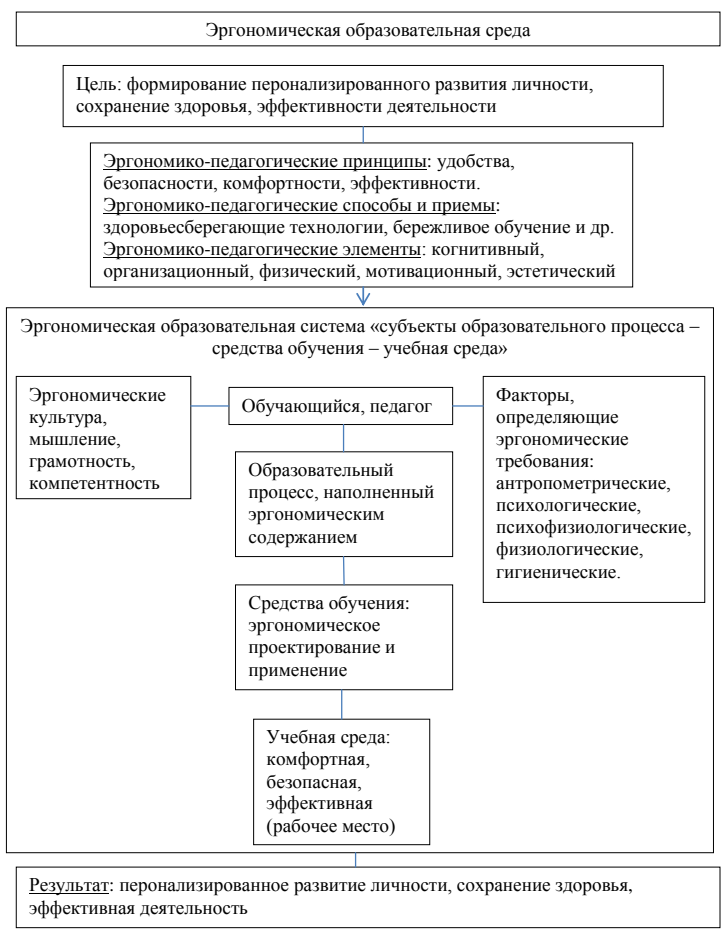 Эргономическая образовательная среда
Цель: формирование перонализированного развития личности,
сохранение здоровья, эффективности деятельности
Эргономико-педагогические принципы: удобства,
безопасности, комфортности, эффективности.
Эргономико-педагогические способы и приемы:
здоровьесберегающие технологии, бережливое обучение и др.
Эргономико-педагогические элементы: когнитивный,
организационный, физический, мотивационный, эстетический
Эргономическая образовательная система «субъекты образовательного процесса –
средства обучения – учебная среда»
Эргономические
культура,
мышление,
грамотность,
компетентность
Обучающийся, педагог
Образовательный
процесс, наполненный
эргономическим
содержанием
Средства обучения:
эргономическое
проектирование и
применение
Учебная среда:
комфортная,
безопасная,
эффективная
(рабочее место)
Факторы,
определяющие
эргономические
требования:
антропометрические,
психологические,
психофизиологические,
физиологические,
гигиенические.
Результат: перонализированное развитие личности, сохранение здоровья,
эффективная деятельность